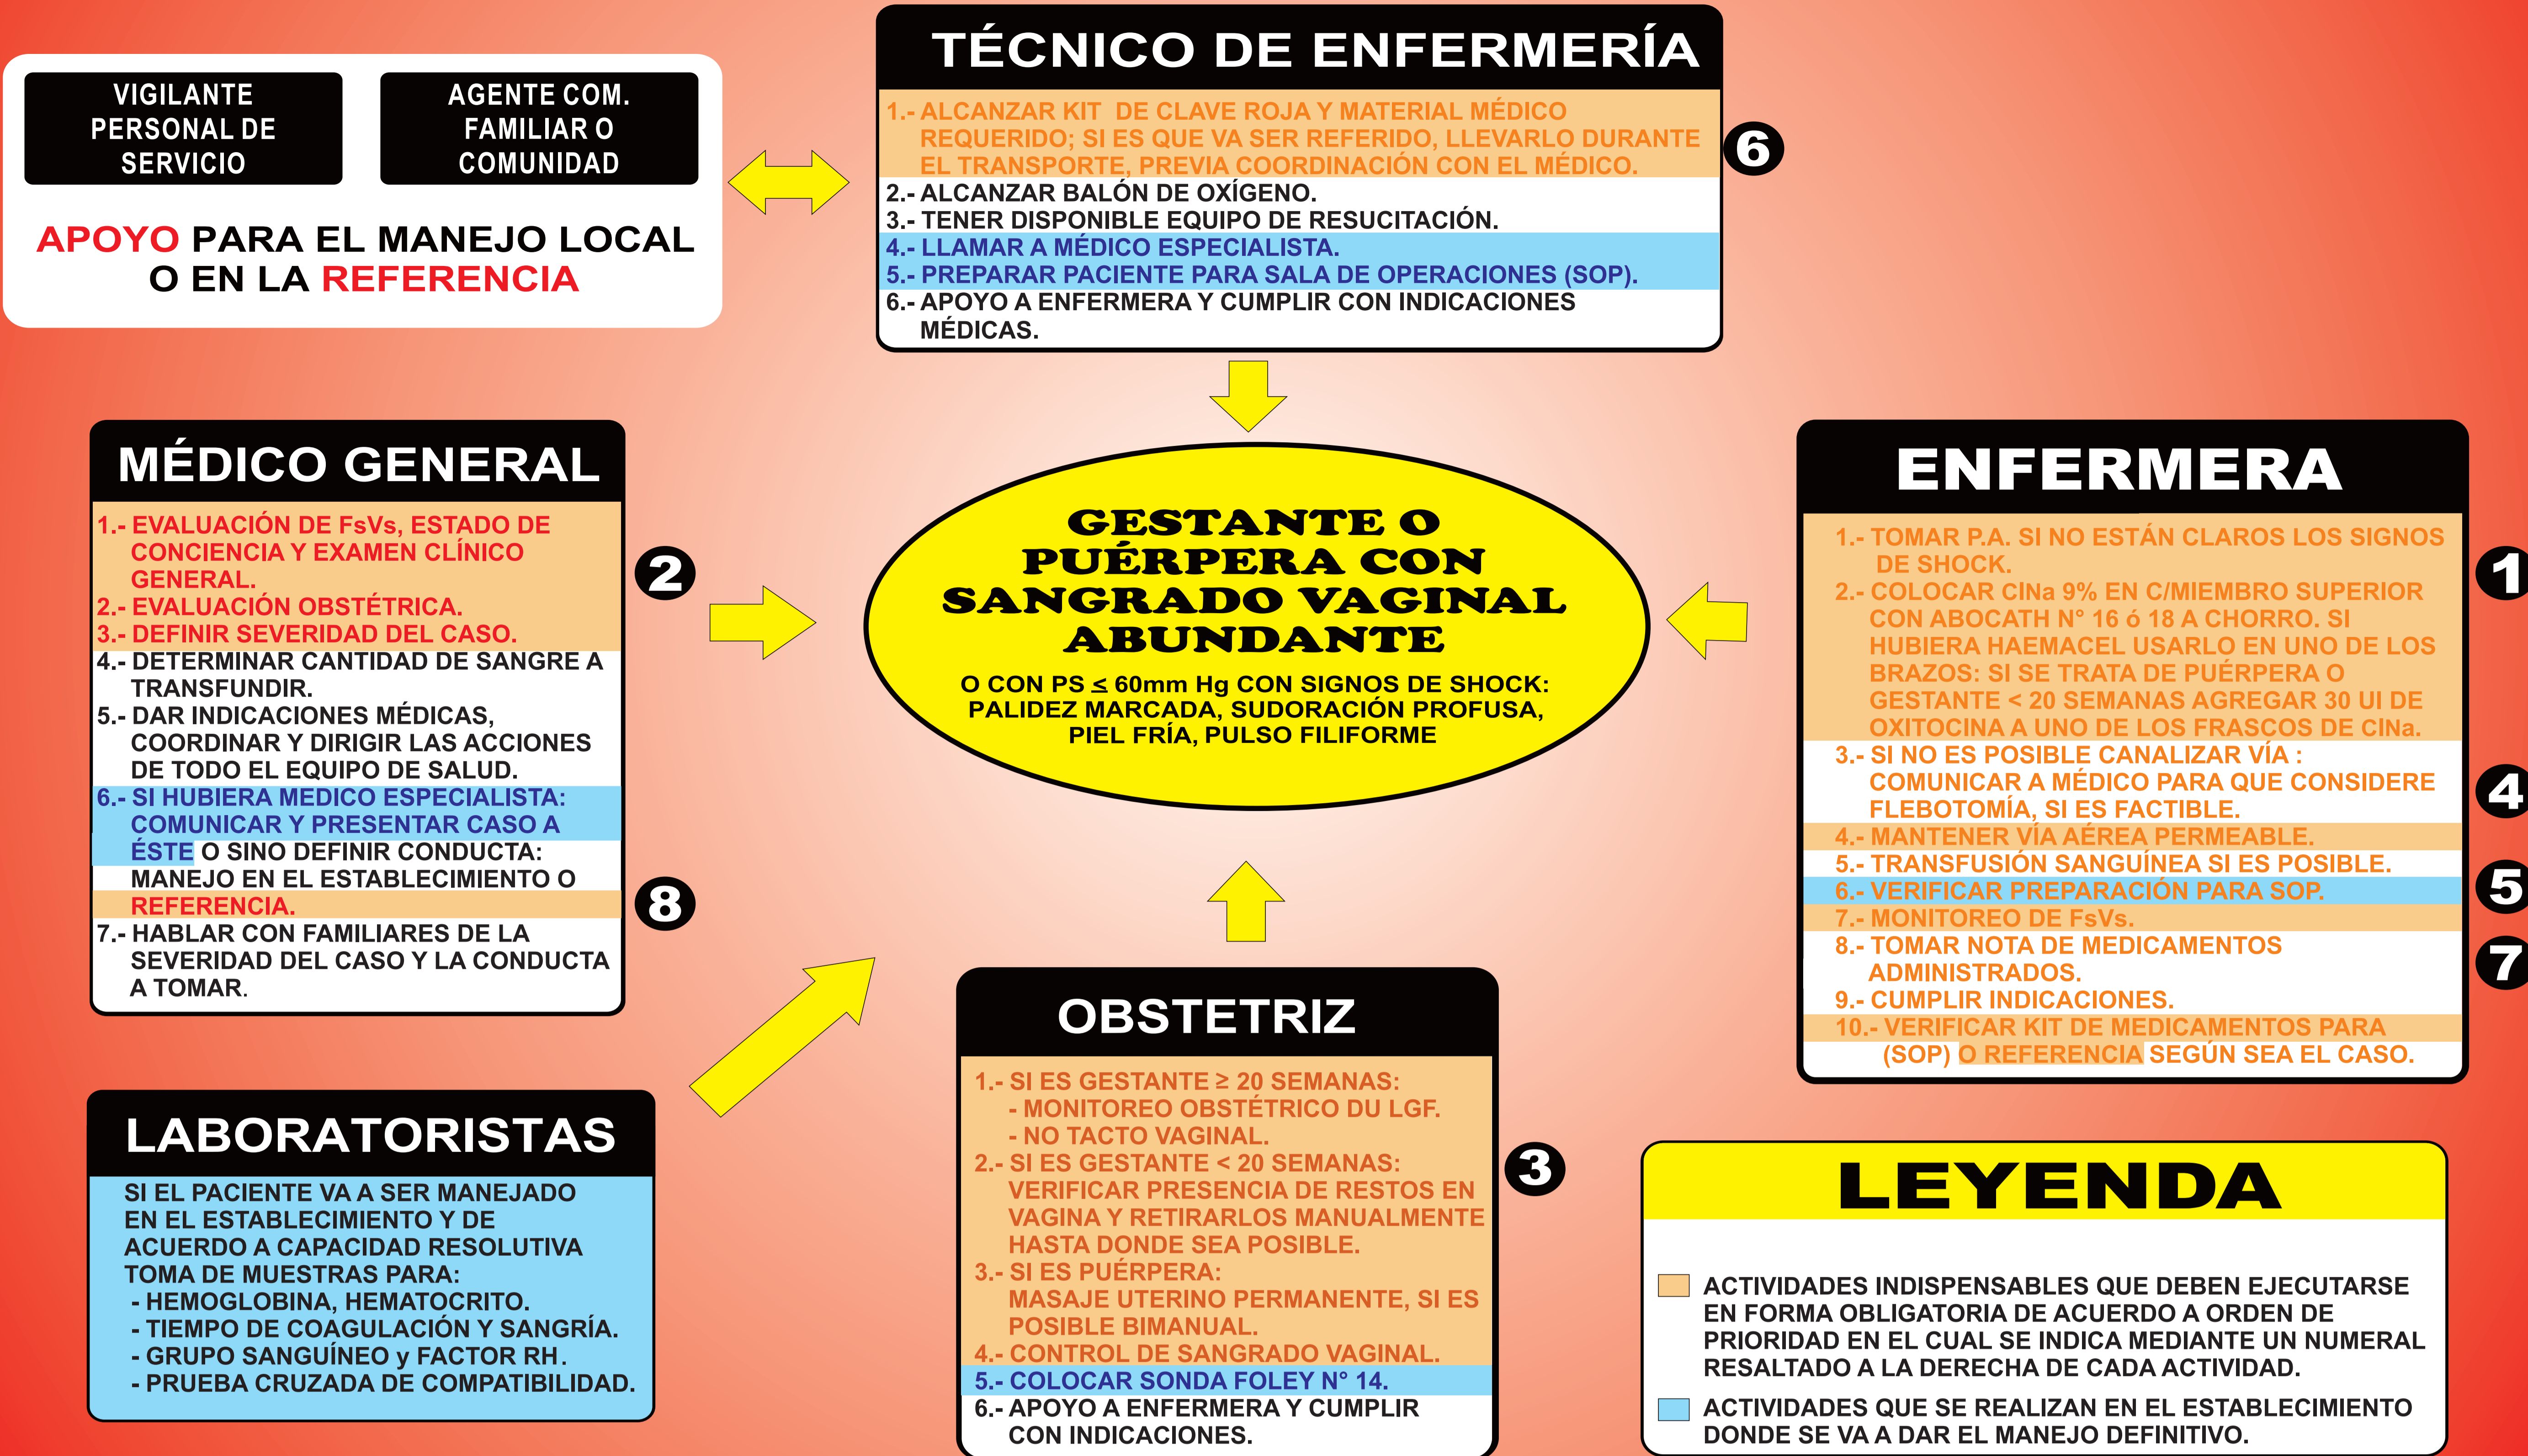 VIGILANTE
PERSONAL DE
SERVICIO
AGENTE COM.
FAMILIAR O
COMUNIDAD
APOYO PARA EL MANEJO LOCAL
O EN LA REFERENCIA
TÉCNICO DE ENFERMERÍA
1.- ALCANZAR KIT DE CLAVE ROJA Y MATERIAL MÉDICO
REQUERIDO; SI ES QUE VA SER REFERIDO, LLEVARLO DURANTE
EL TRANSPORTE, PREVIA COORDINACIÓN CON EL MÉDICO.
2.- ALCANZAR BALÓN DE OXÍGENO.
3.- TENER DISPONIBLE EQUIPO DE RESUCITACIÓN.
4.- LLAMAR A MÉDICO ESPECIALISTA.
5.- PREPARAR PACIENTE PARA SALA DE OPERACIONES (SOP).
6.- APOYO A ENFERMERA Y CUMPLIR CON INDICACIONES
MÉDICAS.
6
MÉDICO GENERAL
1.- EVALUACIÓN DE FsVs, ESTADO DE
CONCIENCIA Y EXAMEN CLÍNICO
GENERAL.
2.- EVALUACIÓN OBSTÉTRICA.
3.- DEFINIR SEVERIDAD DEL CASO.
4.- DETERMINAR CANTIDAD DE SANGRE A
TRANSFUNDIR.
5.- DAR INDICACIONES MÉDICAS,
COORDINAR Y DIRIGIR LAS ACCIONES
DE TODO EL EQUIPO DE SALUD.
6.- SI HUBIERA MEDICO ESPECIALISTA:
COMUNICAR Y PRESENTAR CASO A
ÉSTE O SINO DEFINIR CONDUCTA:
MANEJO EN EL ESTABLECIMIENTO O
REFERENCIA.
7.- HABLAR CON FAMILIARES DE LA
SEVERIDAD DEL CASO Y LA CONDUCTA
A TOMAR.
2
8
GESTANTE O
PUÉRPERA CON
SANGRADO VAGINAL
ABUNDANTE
O CON PS ≤ 60mm Hg CON SIGNOS DE SHOCK:
PALIDEZ MARCADA, SUDORACIÓN PROFUSA,
PIEL FRÍA, PULSO FILIFORME
ENFERMERA
1.- TOMAR P.A. SI NO ESTÁN CLAROS LOS SIGNOS
DE SHOCK.
2.- COLOCAR ClNa 9% EN C/MIEMBRO SUPERIOR
CON ABOCATH N° 16 ó 18 A CHORRO. SI
HUBIERA HAEMACEL USARLO EN UNO DE LOS
BRAZOS: SI SE TRATA DE PUÉRPERA O
GESTANTE < 20 SEMANAS AGREGAR 30 UI DE
OXITOCINA A UNO DE LOS FRASCOS DE ClNa.
3.- SI NO ES POSIBLE CANALIZAR VÍA :
COMUNICAR A MÉDICO PARA QUE CONSIDERE
FLEBOTOMÍA, SI ES FACTIBLE.
4.- MANTENER VÍA AÉREA PERMEABLE.
5.- TRANSFUSIÓN SANGUÍNEA SI ES POSIBLE.
6.- VERIFICAR PREPARACIÓN PARA SOP.
7.- MONITOREO DE FsVs.
8.- TOMAR NOTA DE MEDICAMENTOS
ADMINISTRADOS.
9.- CUMPLIR INDICACIONES.
10.- VERIFICAR KIT DE MEDICAMENTOS PARA
(SOP) O REFERENCIA SEGÚN SEA EL CASO.
1
4
5
7
LABORATORISTAS
SI EL PACIENTE VA A SER MANEJADO
EN EL ESTABLECIMIENTO Y DE
ACUERDO A CAPACIDAD RESOLUTIVA
TOMA DE MUESTRAS PARA:
- HEMOGLOBINA, HEMATOCRITO.
- TIEMPO DE COAGULACIÓN Y SANGRÍA.
- GRUPO SANGUÍNEO y FACTOR RH.
- PRUEBA CRUZADA DE COMPATIBILIDAD.
OBSTETRIZ
1.- SI ES GESTANTE ≥ 20 SEMANAS:
- MONITOREO OBSTÉTRICO DU LGF.
- NO TACTO VAGINAL.
2.- SI ES GESTANTE < 20 SEMANAS:
VERIFICAR PRESENCIA DE RESTOS EN
VAGINA Y RETIRARLOS MANUALMENTE
HASTA DONDE SEA POSIBLE.
3.- SI ES PUÉRPERA:
MASAJE UTERINO PERMANENTE, SI ES
POSIBLE BIMANUAL.
4.- CONTROL DE SANGRADO VAGINAL.
5.- COLOCAR SONDA FOLEY N° 14.
6.- APOYO A ENFERMERA Y CUMPLIR
CON INDICACIONES.
3
LEYENDA
ACTIVIDADES INDISPENSABLES QUE DEBEN EJECUTARSE
EN FORMA OBLIGATORIA DE ACUERDO A ORDEN DE
PRIORIDAD EN EL CUAL SE INDICA MEDIANTE UN NUMERAL
RESALTADO A LA DERECHA DE CADA ACTIVIDAD.
ACTIVIDADES QUE SE REALIZAN EN EL ESTABLECIMIENTO
DONDE SE VA A DAR EL MANEJO DEFINITIVO.